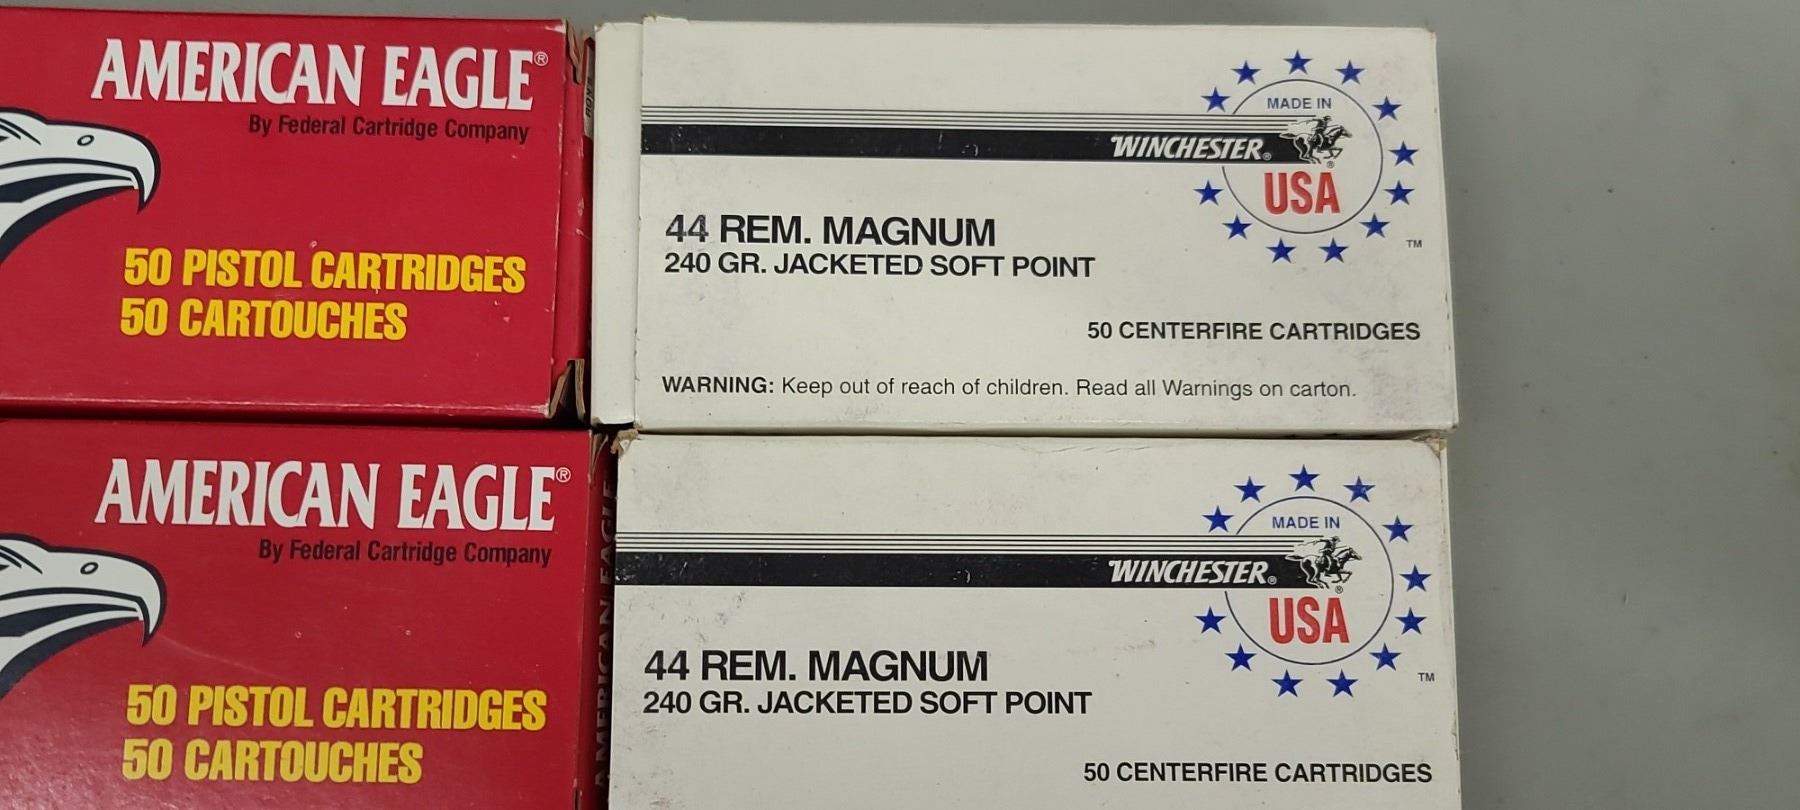 AMERICAN EAGLE®
By Federal Cartridge Company
50 PISTOL CARTRIDGES
50 CARTOUCHES
MADE IN
WINCHESTER®
USA
TM
44 REM. MAGNUM
240 GR. JACKETED SOFT POINT
50 CENTERFIRE CARTRIDGES
WARNING: Keep out of reach of children. Read all Warnings on carton.
AMERICAN EAGLE®
By Federal Cartridge Company
50 PISTOL CARTRIDGES
50 CARTOUCHES
AMERICAN EAGLE
MADE IN
WINCHESTER®
USA
TM
44 REM. MAGNUM
240 GR. JACKETED SOFT POINT
50 CENTERFIRE CARTRIDGES